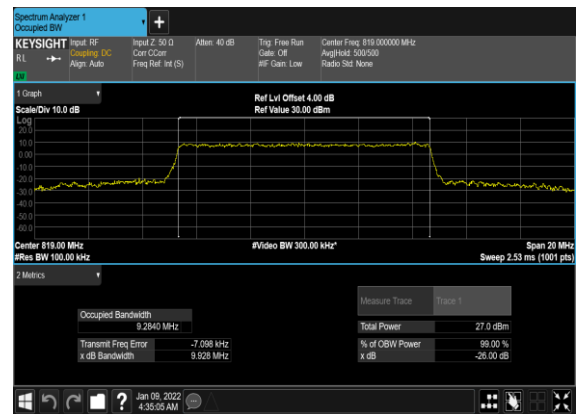 Spectrum Analyzer 1
Occupied BW
KEYSIGHT Input: RF Input Z: 50 Ω Atten: 40 dB Trig: Free Run Center Freq: 819.000000 MHz
RL Coupling: DC Corr CCorr Gate: Off Avg|Hold: 500/500
Align: Auto Freq Ref: Int (S) #IF Gain: Low Radio Std: None
LVI
1 Graph
Ref Lvl Offset 4.00 dB
Scale/Div 10.0 dB Ref Value 30.00 dBm
Log
20.0
10.0
0.00
-10.0
-20.0
-30.0
-40.0
-50.0
-60.0
Center 819.00 MHz #Video BW 300.00 kHz* Span 20 MHz
#Res BW 100.00 kHz Sweep 2.53 ms (1001 pts)
2 Metrics
Measure Trace Trace 1
Occupied Bandwidth
9.2840 MHz Total Power 27.0 dBm
Transmit Freq Error -7.098 kHz % of OBW Power 99.00 %
x dB Bandwidth 9.928 MHz x dB -26.00 dB
? Jan 09, 2022
4:35:05 AM